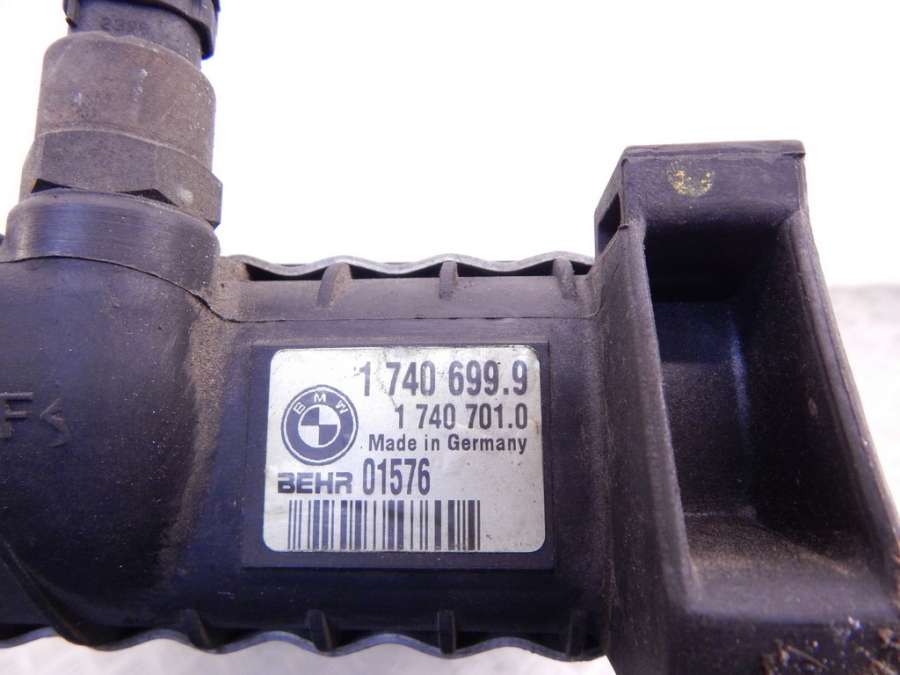 1 740 699.9
1 740 701.0
BMW
Made in Germany
BEHR 01576